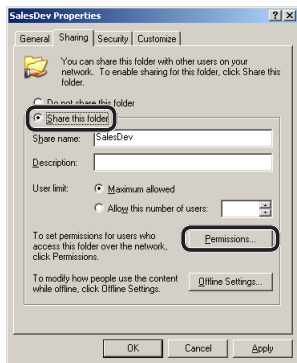 SalesDev Properties
General Sharing Security Customize
You can share this folder with other users on your
network. To enable sharing for this folder, click Share this
folder.
Do not share this folder
Share this folder
Share name: SalesDev
Description:
User limit: Maximum allowed
Allow this number of users:
To set permissions for users who
access this folder over the network,
click Permissions.
Permissions...
To modify how people use the content
while offline, click Offline Settings.
Offline Settings...
OK Cancel Apply